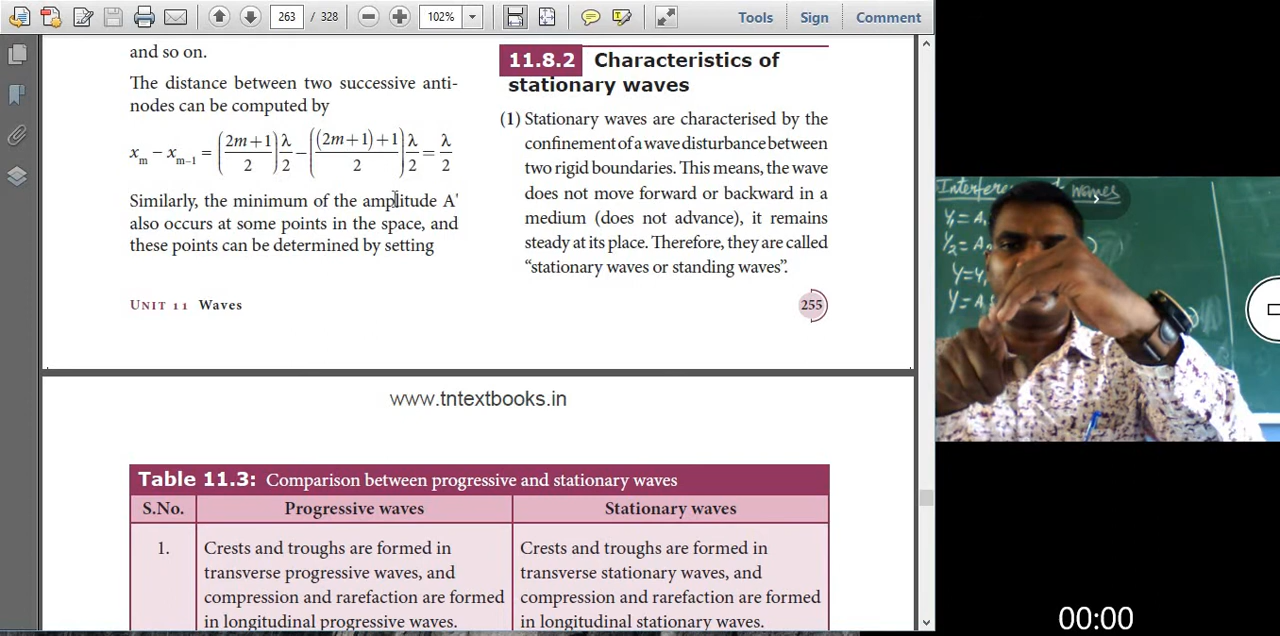 263 / 328
102%
Tools
Sign
Comment
and so on.
The distance between two successive anti-
nodes can be computed by
x_m − x_{m−1} = ((2m+1)/2) λ/2 − (((2m+1)+1)/2) λ/2 = λ/2
Similarly, the minimum of the amplitude A'
also occurs at some points in the space, and
these points can be determined by setting
11.8.2 Characteristics of
stationary waves
(1) Stationary waves are characterised by the
confinement of a wave disturbance between
two rigid boundaries. This means, the wave
does not move forward or backward in a
medium (does not advance), it remains
steady at its place. Therefore, they are called
“stationary waves or standing waves”.
UNIT 11 Waves
255
www.tntextbooks.in
Table 11.3: Comparison between progressive and stationary waves
S.No.
Progressive waves
Stationary waves
1.
Crests and troughs are formed in
transverse progressive waves, and
compression and rarefaction are formed
in longitudinal progressive waves.
Crests and troughs are formed in
transverse stationary waves, and
compression and rarefaction are formed
in longitudinal stationary waves.
waves
00:00